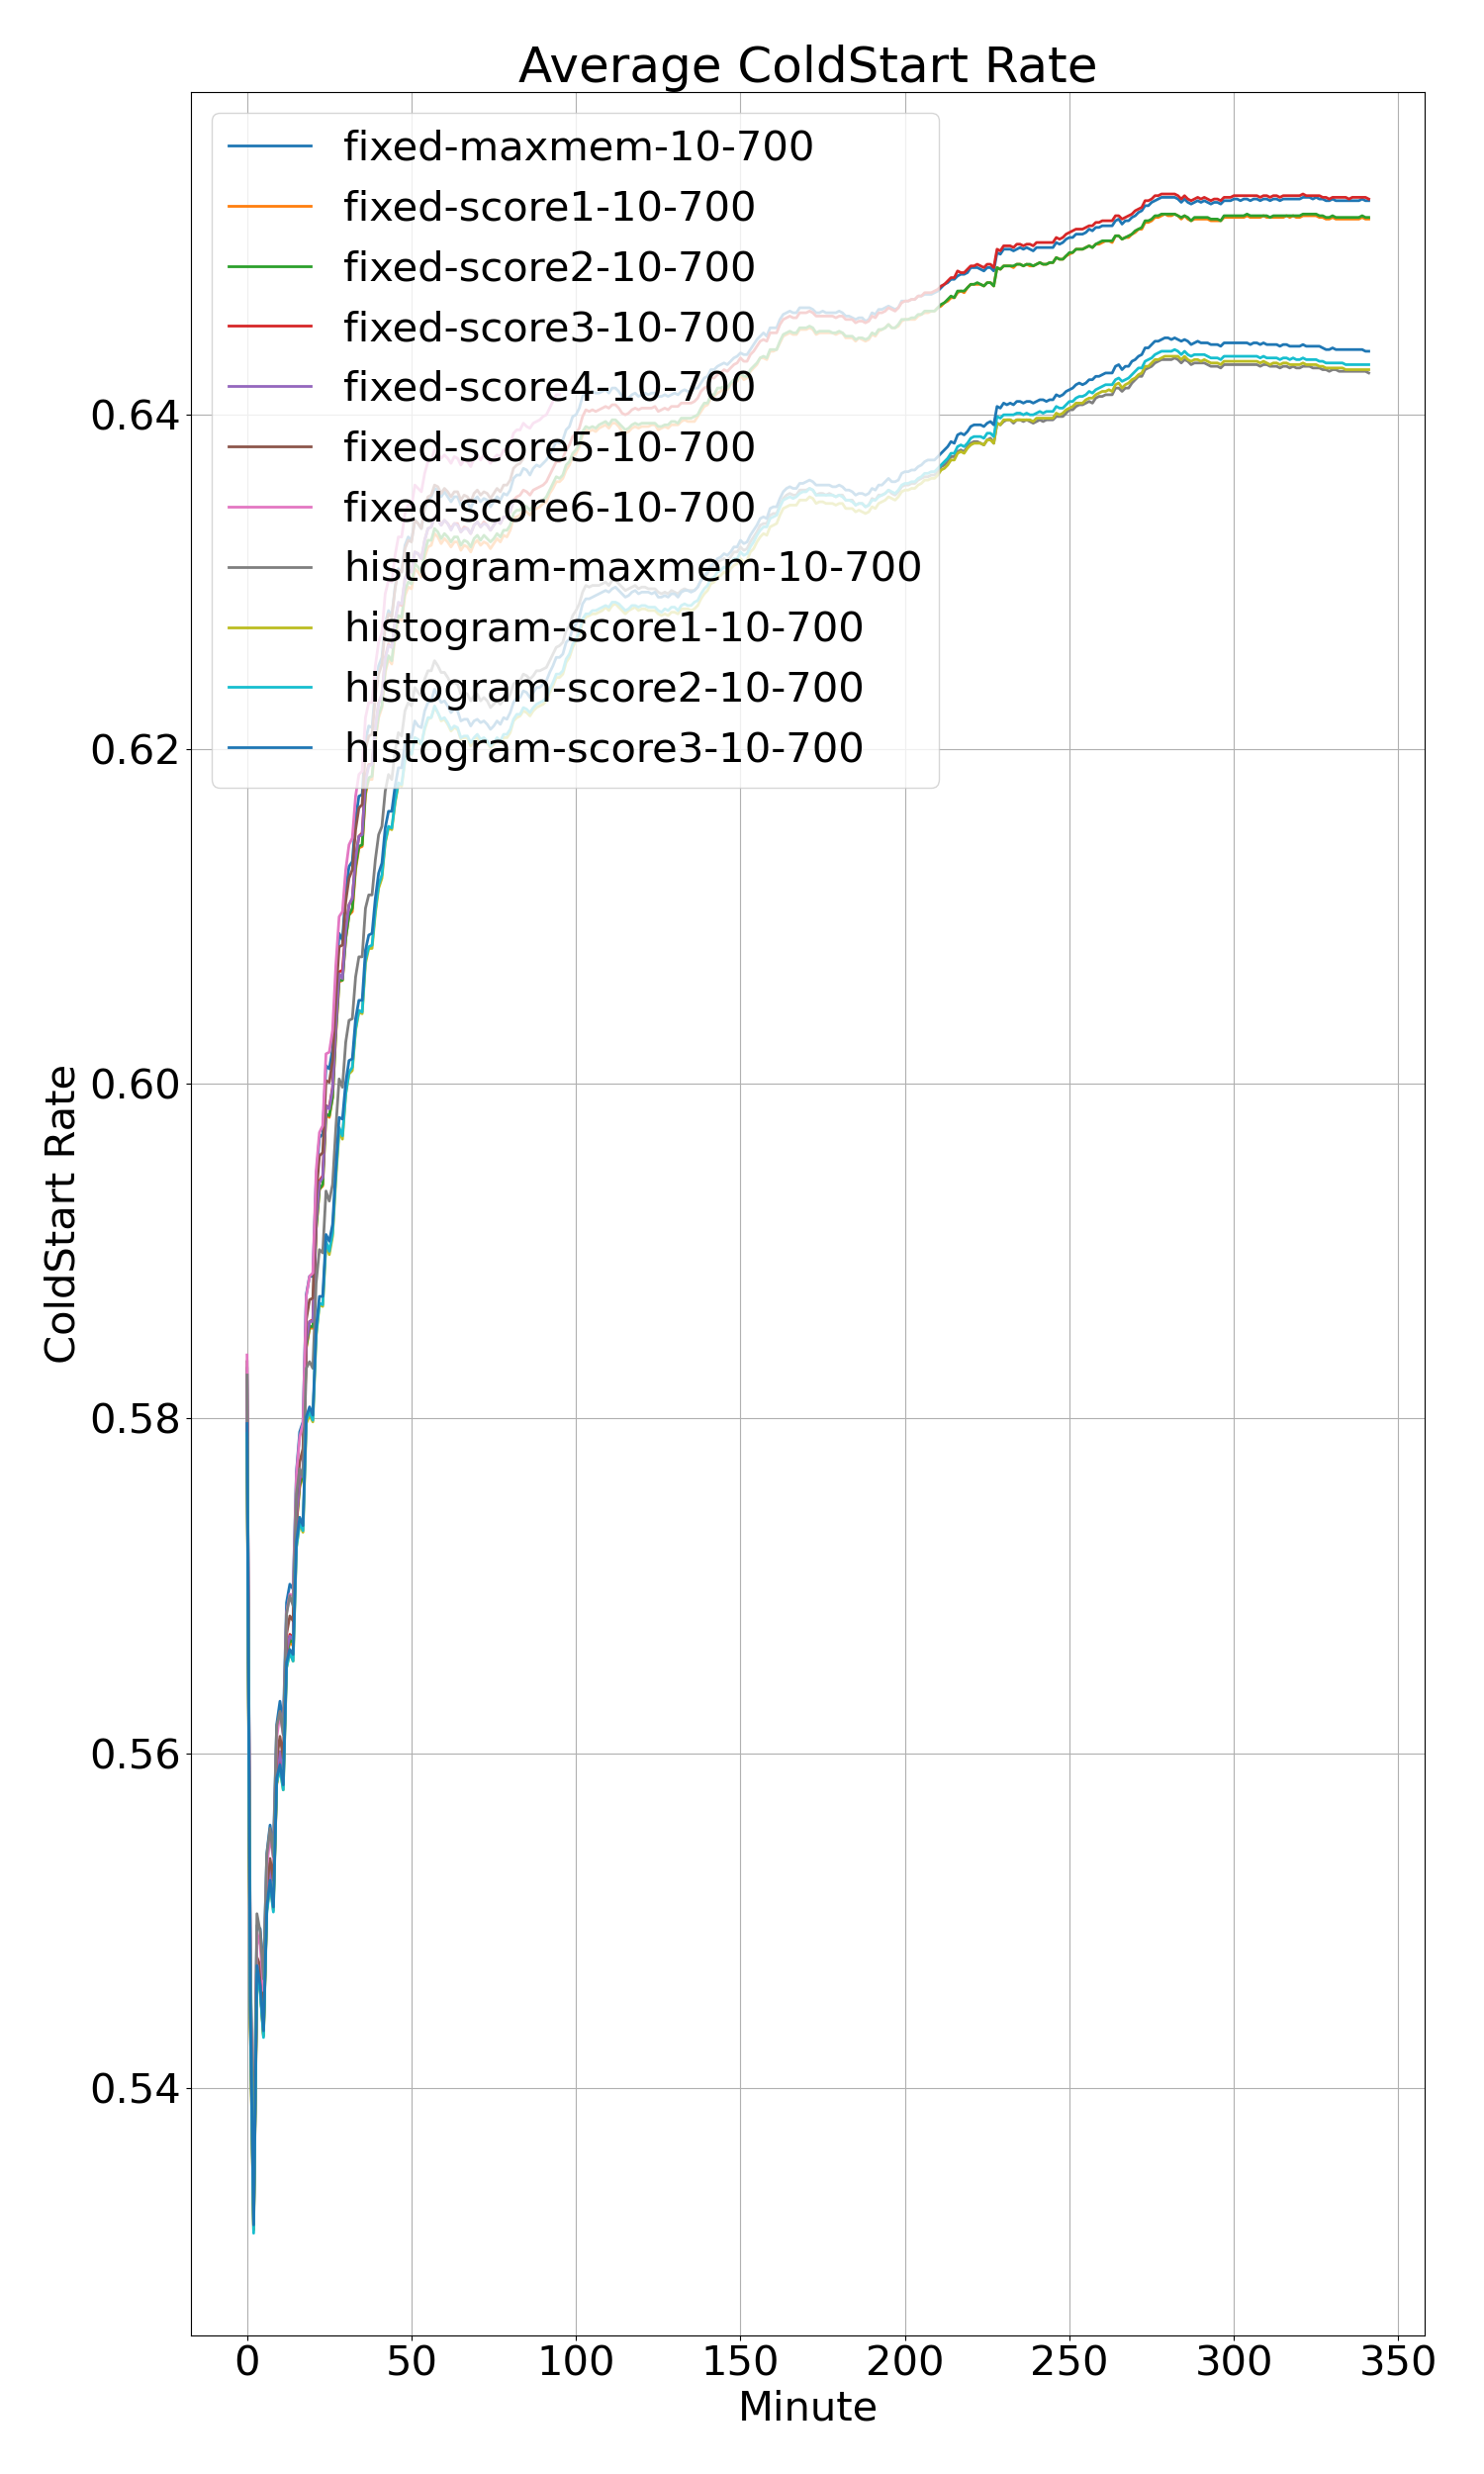 Average ColdStart Rate
fixed-maxmem-10-700
fixed-score1-10-700
fixed-score2-10-700
fixed-score3-10-700
fixed-score4-10-700
fixed-score5-10-700
fixed-score6-10-700
histogram-maxmem-10-700
histogram-score1-10-700
histogram-score2-10-700
histogram-score3-10-700
0.64
0.62
0.60
0.58
0.56
0.54
ColdStart Rate
0 50 100 150 200 250 300 350
Minute